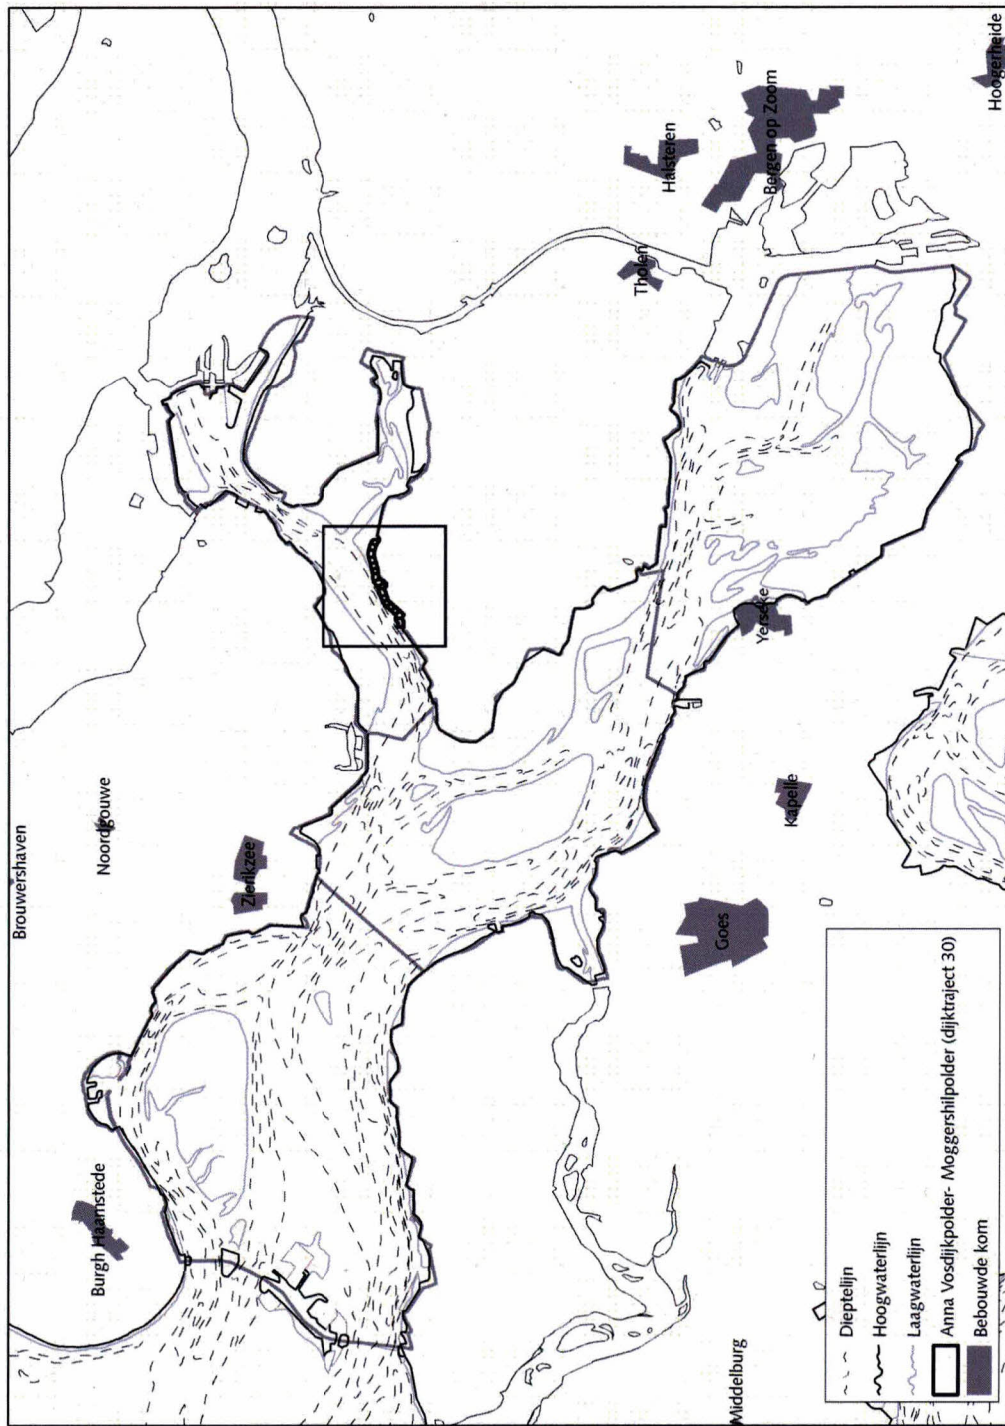 Brouwershaven
Noordgouwe
Zierikzee
Burgh Haamstede
Halsteren
Bergen op Zoom
Hoogerheide
Tholen
Yerseke
Kapelle
Goes
Middelburg
Dieptelijn
Hoogwaterlijn
Laagwaterlijn
Anna Vosdijkpolder- Moggershilpolder (dijktraject 30)
Bebouwde kom